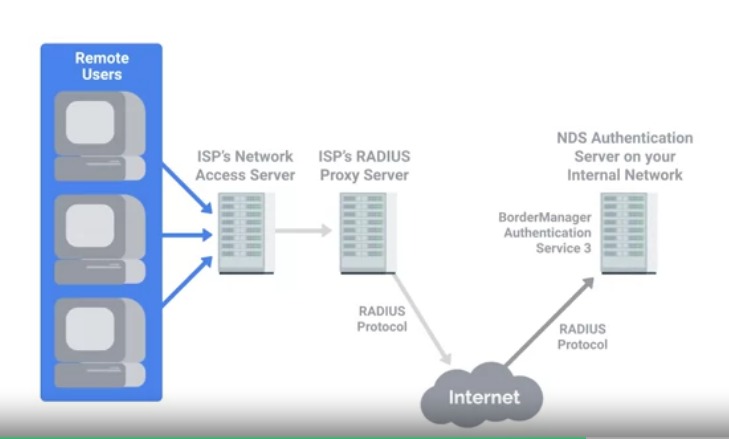 Remote
Users
ISP's Network
Access Server
ISP's RADIUS
Proxy Server
NDS Authentication
Server on your
Internal Network
BorderManager
Authentication
Service 3
RADIUS
Protocol
RADIUS
Protocol
Internet